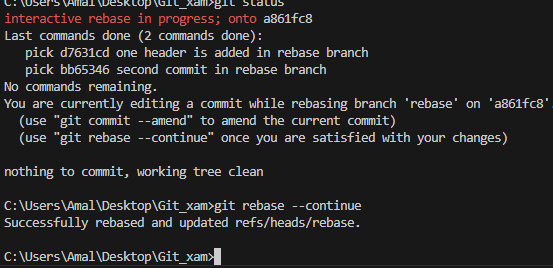 C:\Users\Amal\Desktop\Git_xam>git status
interactive rebase in progress; onto a861fc8
Last commands done (2 commands done):
   pick d7631cd one header is added in rebase branch
   pick bb65346 second commit in rebase branch
No commands remaining.
You are currently editing a commit while rebasing branch 'rebase' on 'a861fc8'.
  (use "git commit --amend" to amend the current commit)
  (use "git rebase --continue" once you are satisfied with your changes)
nothing to commit, working tree clean
C:\Users\Amal\Desktop\Git_xam>git rebase --continue
Successfully rebased and updated refs/heads/rebase.
C:\Users\Amal\Desktop\Git_xam>